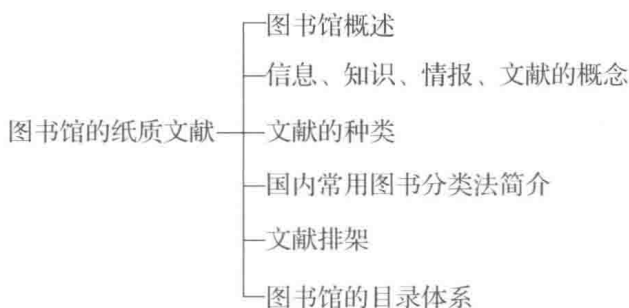 图书馆概述
信息、知识、情报、文献的概念
图书馆的纸质文献
文献的种类
国内常用图书分类法简介
文献排架
图书馆的目录体系